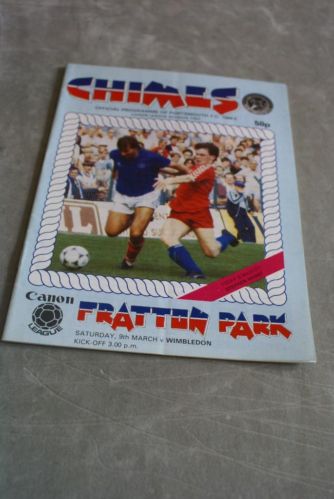 CHIMES
OFFICIAL PROGRAMME OF PORTSMOUTH F.C.
50p
Canon
LEAGUE
FRATTON PARK
SATURDAY, 9th MARCH v WIMBLEDON
KICK-OFF 3.00 p.m.